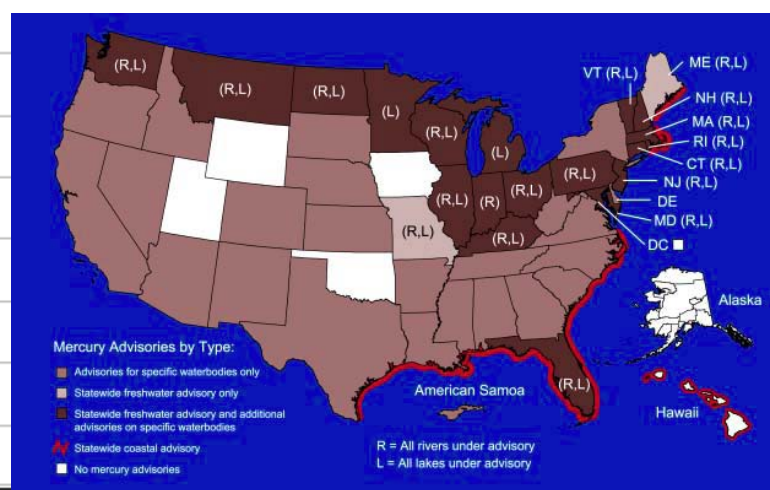 (R,L)
(R,L)
(R,L)
(L)
(R,L)
(L)
(R,L)
(R)
(R,L)
(R,L)
(R,L)
(R,L)
(R,L)
VT (R,L)
ME (R,L)
NH (R,L)
MA (R,L)
RI (R,L)
CT (R,L)
NJ (R,L)
DE
MD (R,L)
DC
Alaska
Hawaii
American Samoa
Mercury Advisories by Type:
Advisories for specific waterbodies only
Statewide freshwater advisory only
Statewide freshwater advisory and additional
advisories on specific waterbodies
Statewide coastal advisory
No mercury advisories
R = All rivers under advisory
L = All lakes under advisory